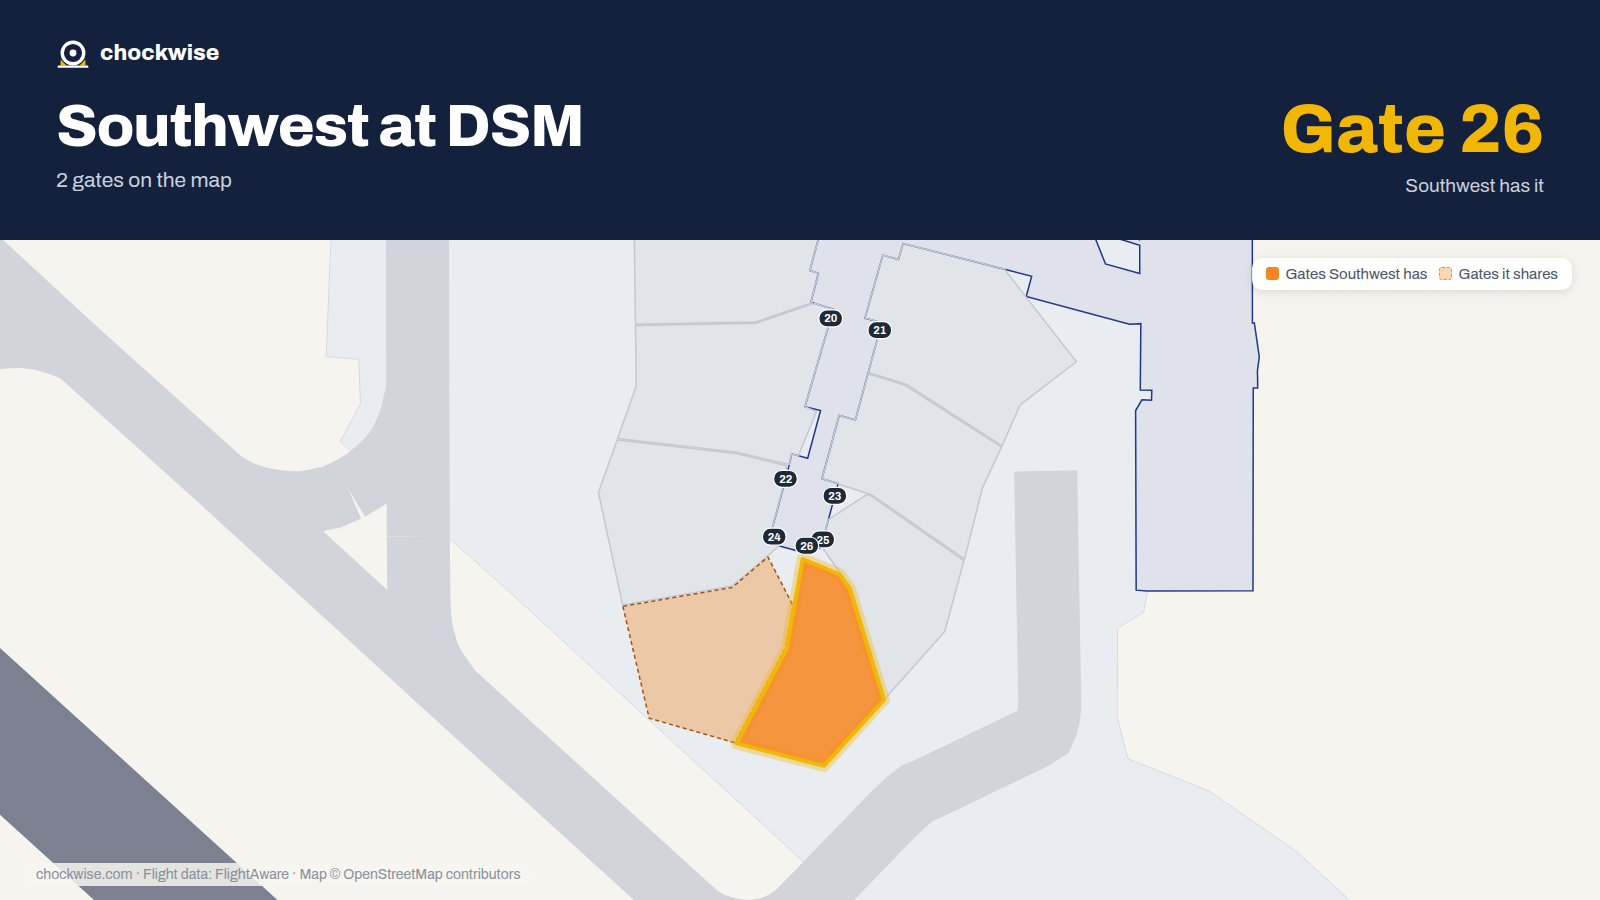 chockwise
Southwest at DSM
2 gates on the map
Gate 26
Southwest has it
Gates Southwest has
Gates it shares
20
21
22
23
24
26
25
chockwise.com · Flight data: FlightAware · Map © OpenStreetMap contributors